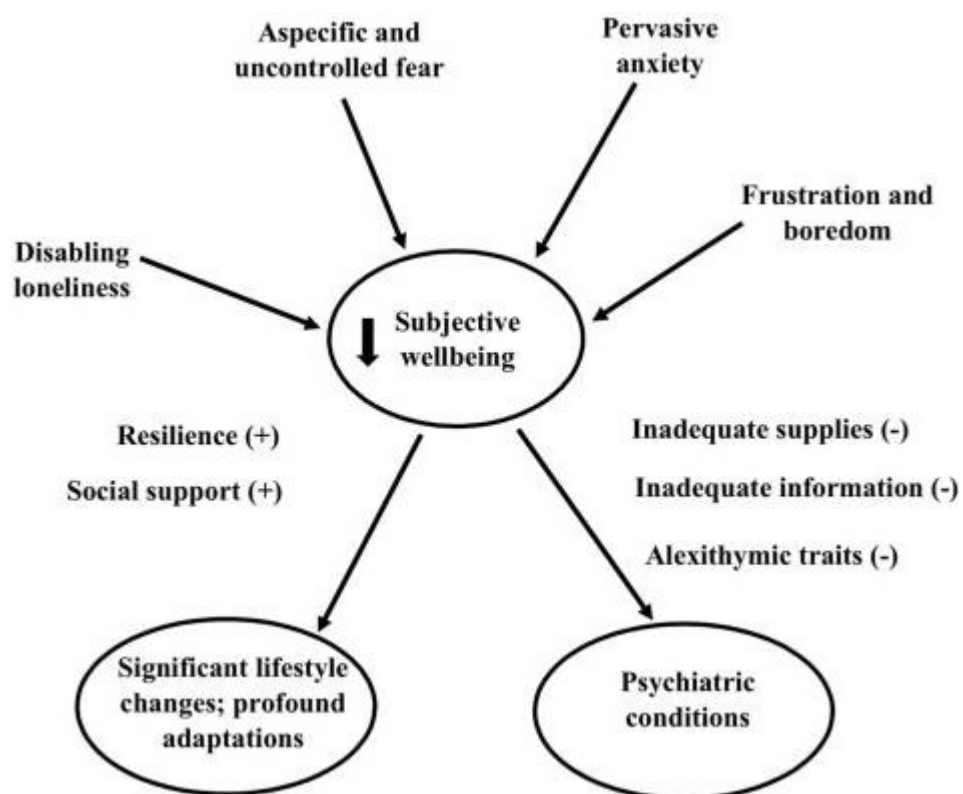 Aspecific and
uncontrolled fear
Pervasive
anxiety
Frustration and
boredom
Disabling
loneliness
Subjective
wellbeing
Resilience (+)
Social support (+)
Inadequate supplies (-)
Inadequate information (-)
Alexithymic traits (-)
Significant lifestyle
changes; profound
adaptations
Psychiatric
conditions